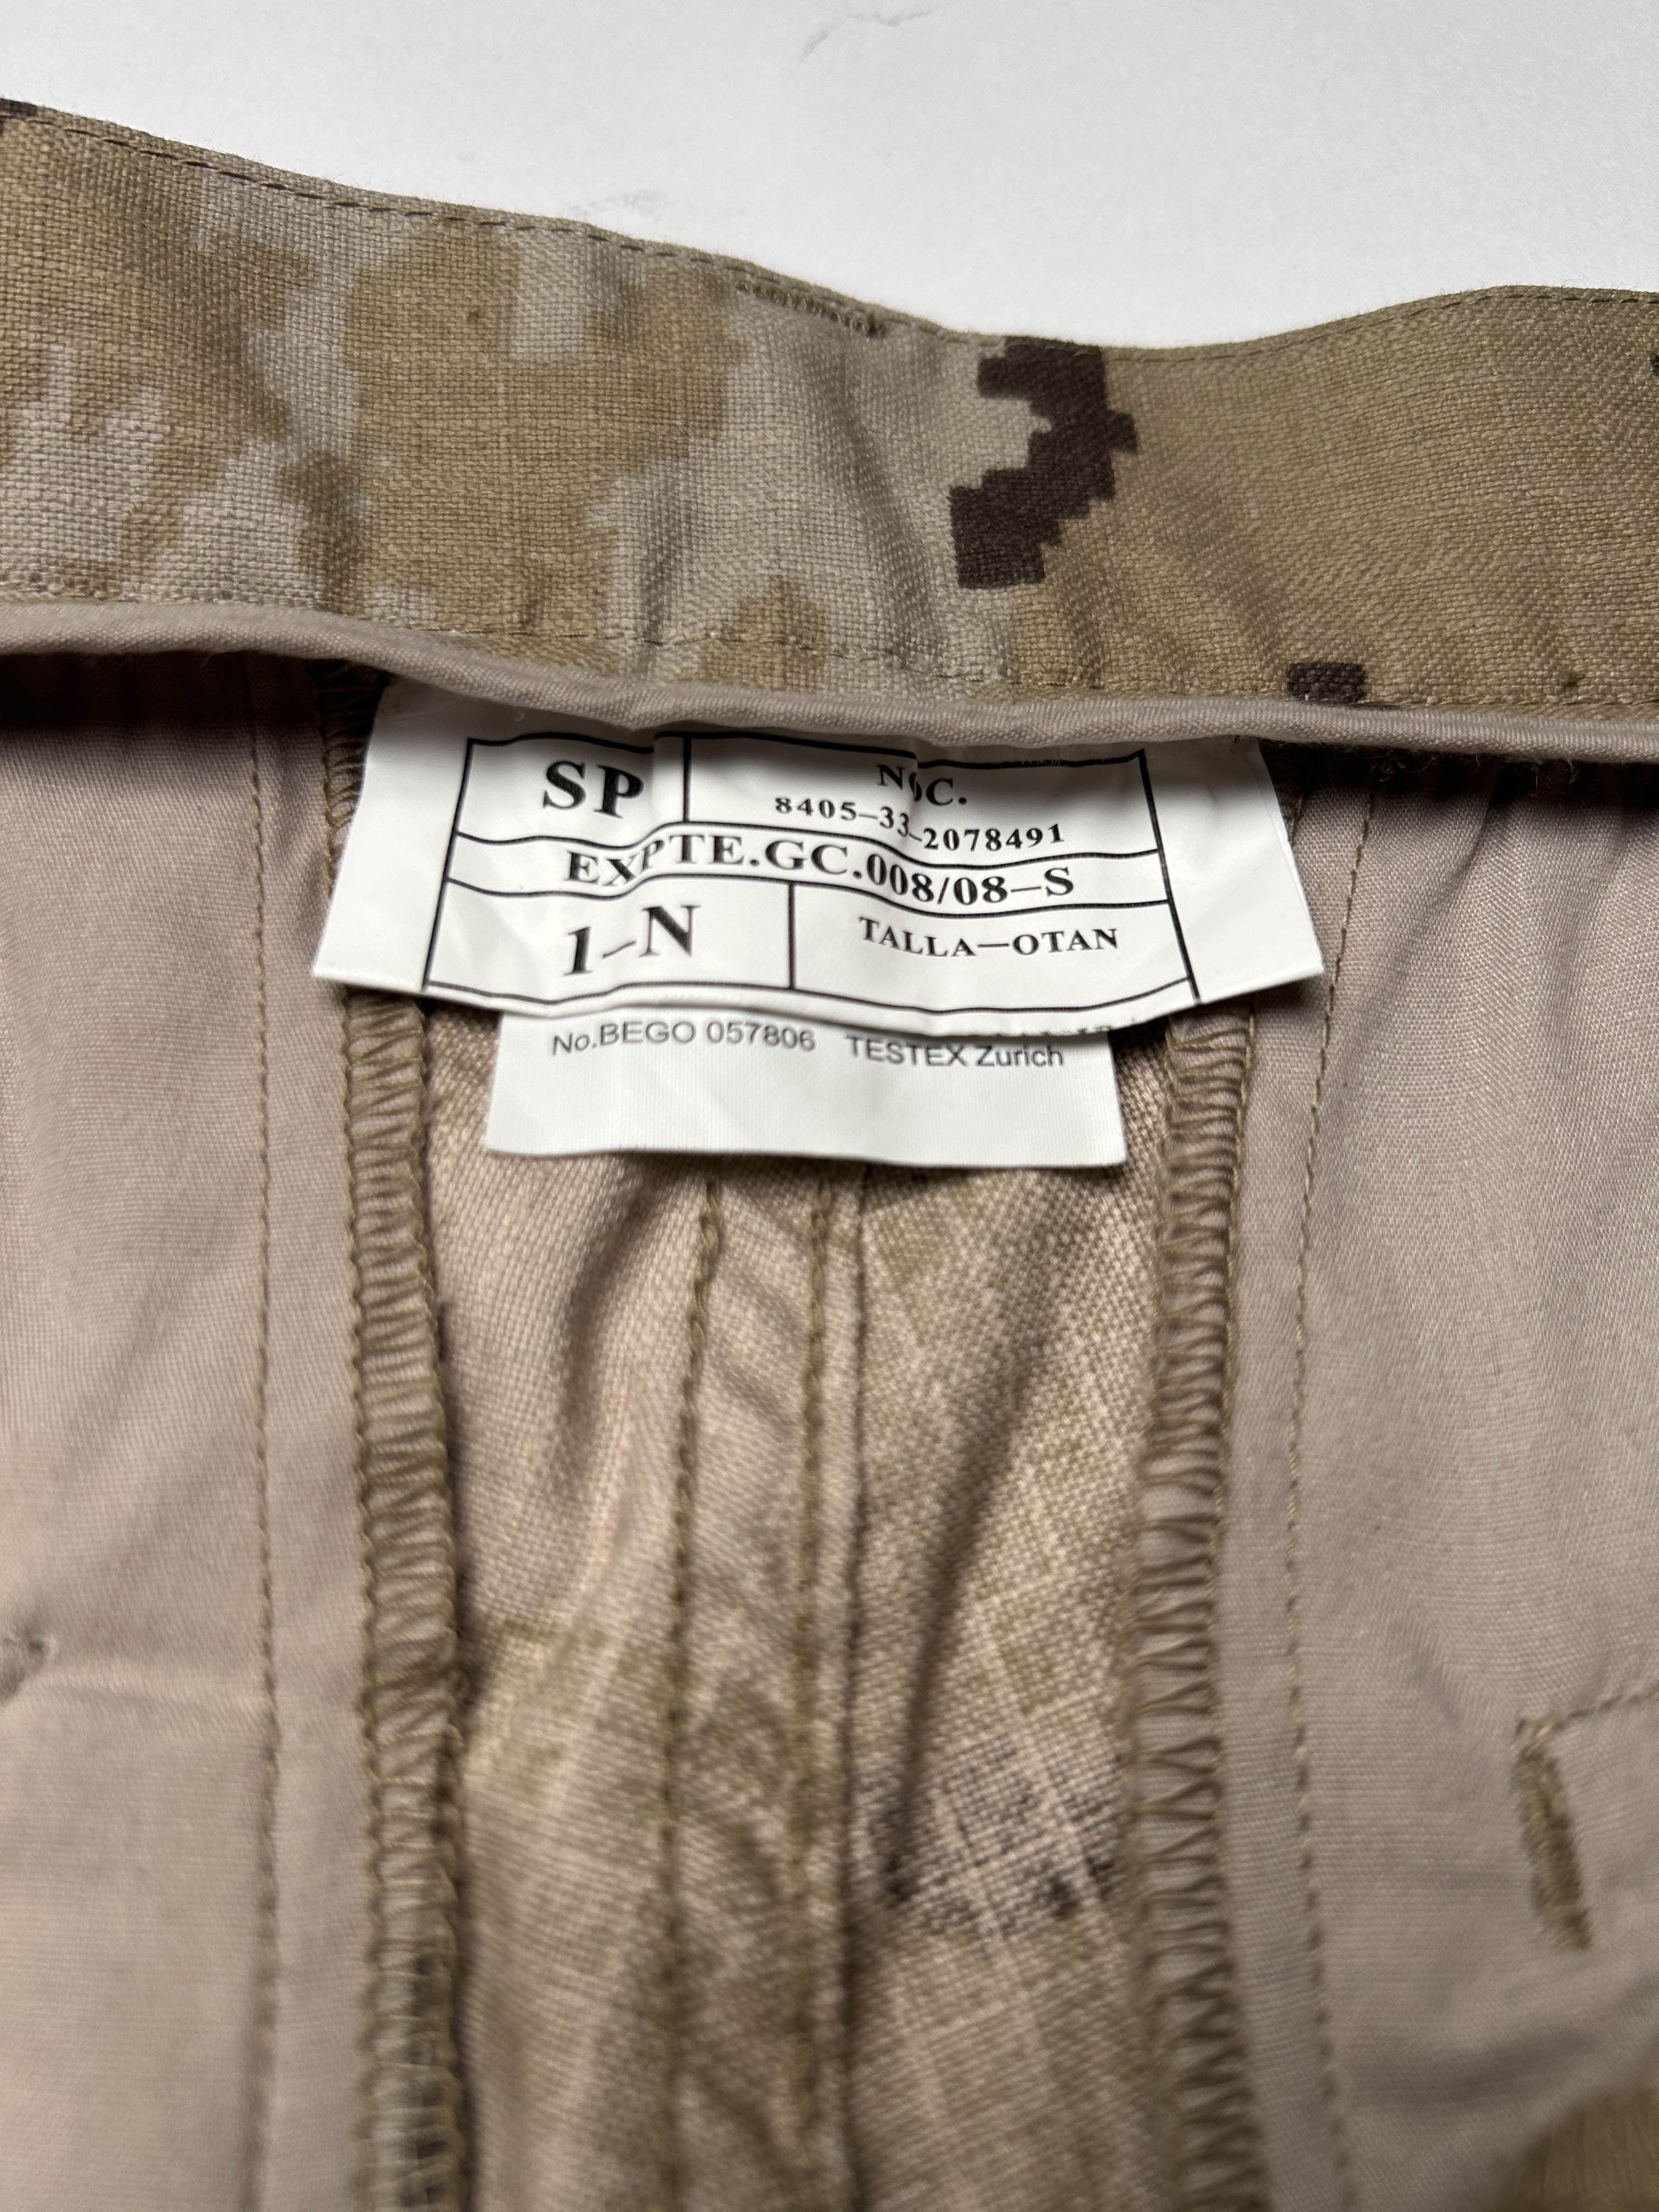 SP
NOC.
8405-33-2078491
EXPTE.GC.008/08-S
1-N
TALLA-OTAN
No.BEGO 057806 TESTEX Zurich